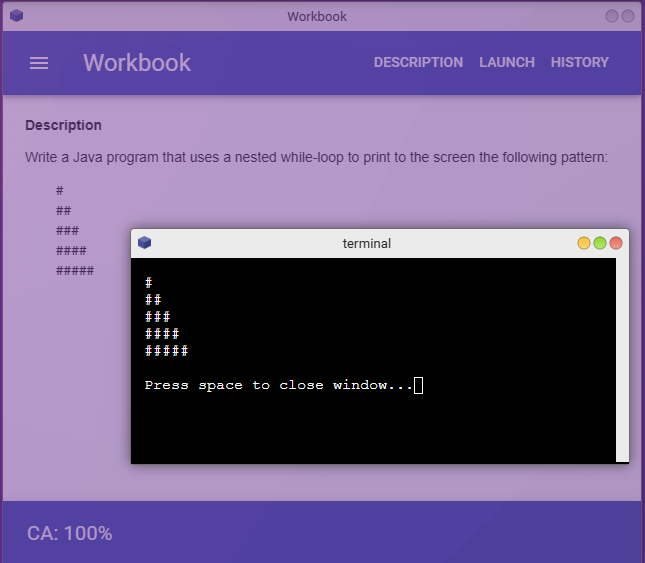 Workbook
Workbook
DESCRIPTION LAUNCH HISTORY
Description
Write a Java program that uses a nested while-loop to print to the screen the following pattern:
#
##
###
####
#####
terminal
#
##
###
####
#####
Press space to close window...
CA: 100%